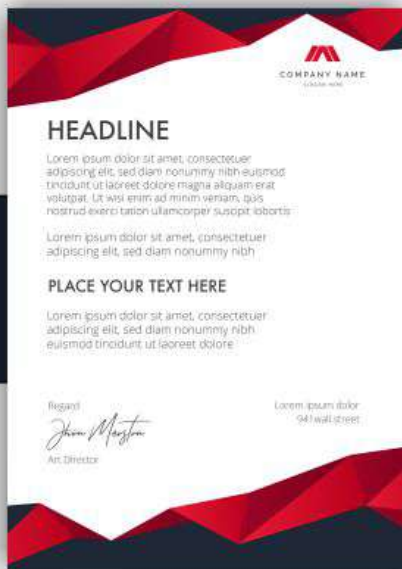 COMPANY NAME
SLOGAN HERE
HEADLINE
Lorem ipsum dolor sit amet, consectetuer
adipiscing elit, sed diam nonummy nibh euismod
tincidunt ut laoreet dolore magna aliquam erat
volutpat. Ut wisi enim ad minim veniam, quis
nostrud exerci tation ullamcorper suscipit lobortis
Lorem ipsum dolor sit amet, consectetuer
adipiscing elit, sed diam nonummy nibh
PLACE YOUR TEXT HERE
Lorem ipsum dolor sit amet, consectetuer
adipiscing elit, sed diam nonummy nibh
euismod tincidunt ut laoreet dolore
Regard
Lorem ipsum dolor
941 wall street
Jhon Marston
Art Director